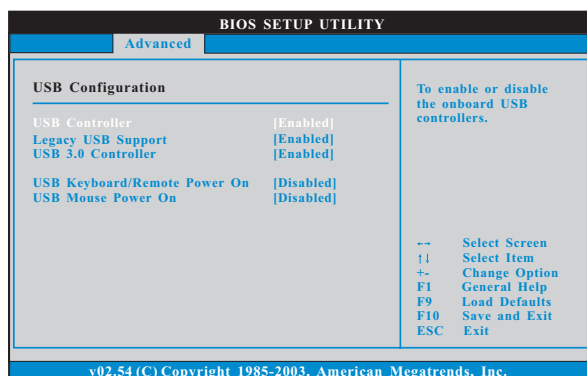 BIOS SETUP UTILITY
Advanced
USB Configuration
USB Controller [Enabled]
Legacy USB Support [Enabled]
USB 3.0 Controller [Enabled]
USB Keyboard/Remote Power On [Disabled]
USB Mouse Power On [Disabled]
To enable or disable
the onboard USB
controllers.
←→ Select Screen
↑↓ Select Item
+- Change Option
F1 General Help
F9 Load Defaults
F10 Save and Exit
ESC Exit
v02.54 (C) Copyright 1985-2003, American Megatrends, Inc.